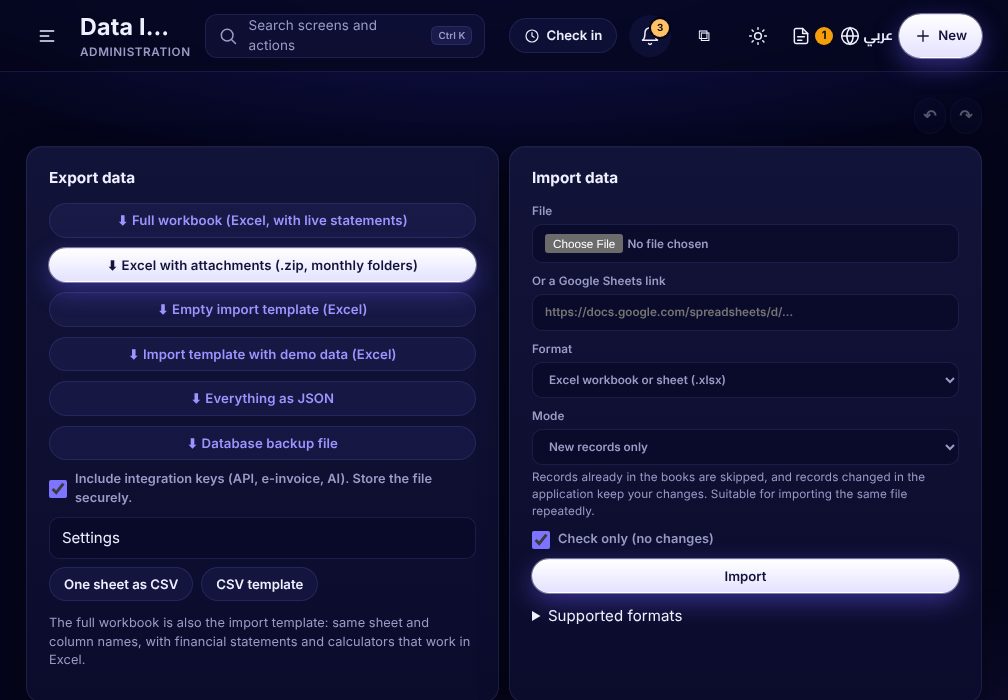 Data I...
ADMINISTRATION
Search screens and
actions
Ctrl K
Check in
3
1
عربي
New
Export data
⬇ Full workbook (Excel, with live statements)
⬇ Excel with attachments (.zip, monthly folders)
⬇ Empty import template (Excel)
⬇ Import template with demo data (Excel)
⬇ Everything as JSON
⬇ Database backup file
Include integration keys (API, e-invoice, AI). Store the file
securely.
Settings
One sheet as CSV
CSV template
The full workbook is also the import template: same sheet and
column names, with financial statements and calculators that work in
Excel.
Import data
File
Choose File No file chosen
Or a Google Sheets link
https://docs.google.com/spreadsheets/d/...
Format
Excel workbook or sheet (.xlsx)
Mode
New records only
Records already in the books are skipped, and records changed in the
application keep your changes. Suitable for importing the same file
repeatedly.
Check only (no changes)
Import
Supported formats